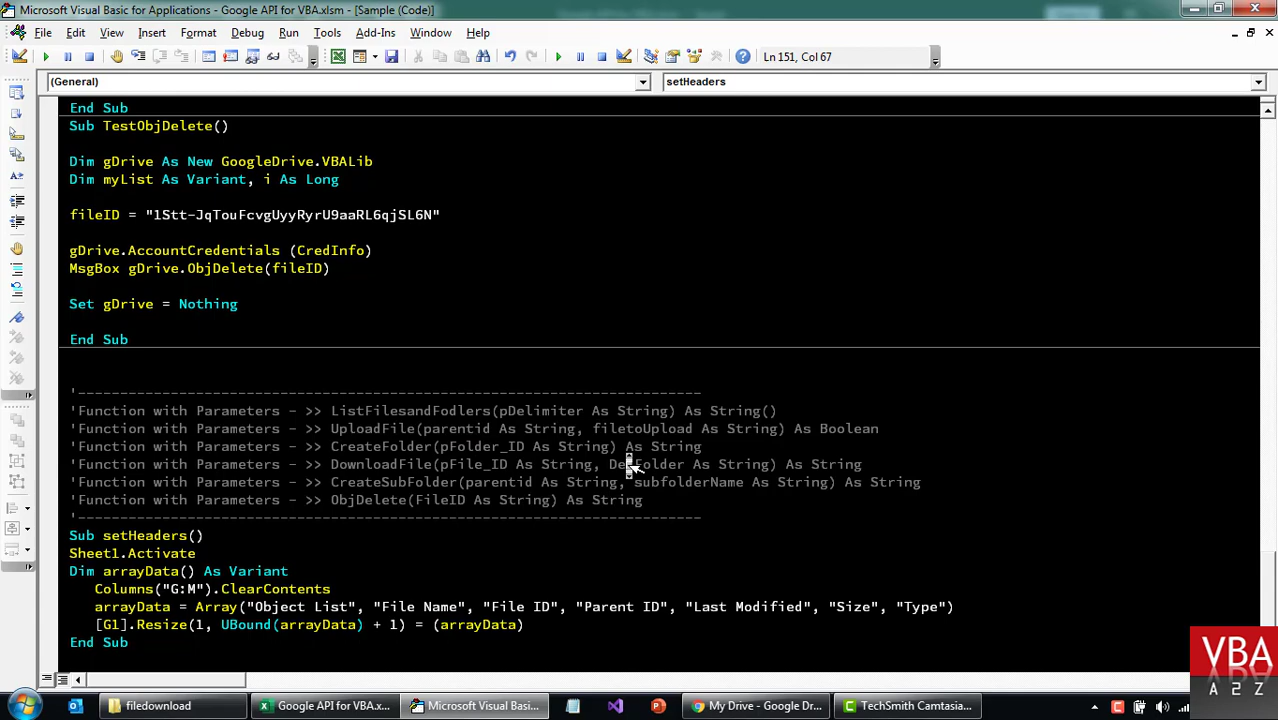 Microsoft Visual Basic for Applications - Google API for VBA.xlsm - [Sample (Code)]
File Edit View Insert Format Debug Run Tools Add-Ins Window Help
Ln 151, Col 67
(General) setHeaders
End Sub
Sub TestObjDelete()
Dim gDrive As New GoogleDrive.VBALib
Dim myList As Variant, i As Long
fileID = "1Stt-JqTouFcvgUyyRyrU9aaRL6qjSL6N"
gDrive.AccountCredentials (CredInfo)
MsgBox gDrive.ObjDelete(fileID)
Set gDrive = Nothing
End Sub
'--------------------------------------------------------------------------
'Function with Parameters - >> ListFilesandFodlers(pDelimiter As String) As String()
'Function with Parameters - >> UploadFile(parentid As String, filetoUpload As String) As Boolean
'Function with Parameters - >> CreateFolder(pFolder_ID As String) As String
'Function with Parameters - >> DownloadFile(pFile_ID As String, DesFolder As String) As String
'Function with Parameters - >> CreateSubFolder(parentid As String, subfolderName As String) As String
'Function with Parameters - >> ObjDelete(FileID As String) As String
'--------------------------------------------------------------------------
Sub setHeaders()
Sheet1.Activate
Dim arrayData() As Variant
Columns("G:M").ClearContents
arrayData = Array("Object List", "File Name", "File ID", "Parent ID", "Last Modified", "Size", "Type")
[G1].Resize(1, UBound(arrayData) + 1) = (arrayData)
End Sub
VBA
A 2 Z
filedownload Google API for VBA.x... Microsoft Visual Basi... My Drive - Google Dr... TechSmith Camtasia...